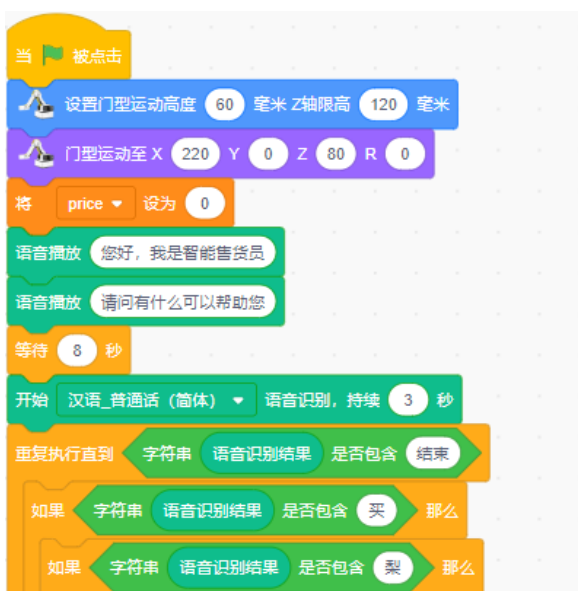 当 被点击
设置门型运动高度 60 毫米 Z轴限高 120 毫米
门型运动至 X 220 Y 0 Z 80 R 0
将 price 设为 0
语音播放 您好，我是智能售货员
语音播放 请问有什么可以帮助您
等待 8 秒
开始 汉语_普通话（简体） 语音识别，持续 3 秒
重复执行直到 字符串 语音识别结果 是否包含 结束
如果 字符串 语音识别结果 是否包含 买 那么
如果 字符串 语音识别结果 是否包含 梨 那么